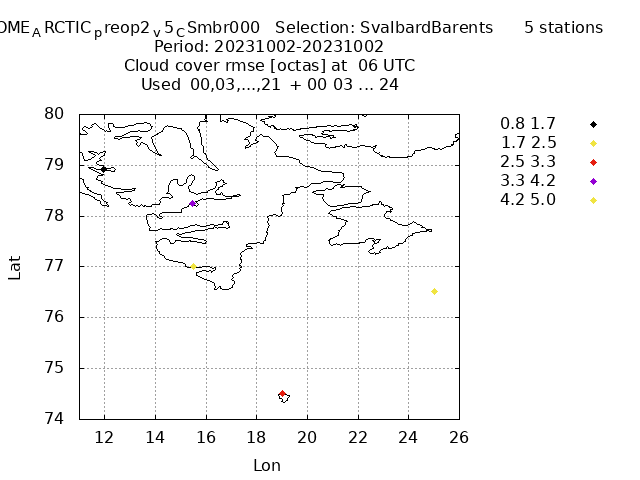 OME_A RCTIC_p reop2_v 5_C Smbr000 Selection: SvalbardBarents 5 stations
Period: 20231002-20231002
Cloud cover rmse [octas] at 06 UTC
Used 00,03,...,21 + 00 03 ... 24
0.8 1.7
1.7 2.5
2.5 3.3
3.3 4.2
4.2 5.0
80
79
78
77
76
75
74
Lat
12 14 16 18 20 22 24 26
Lon